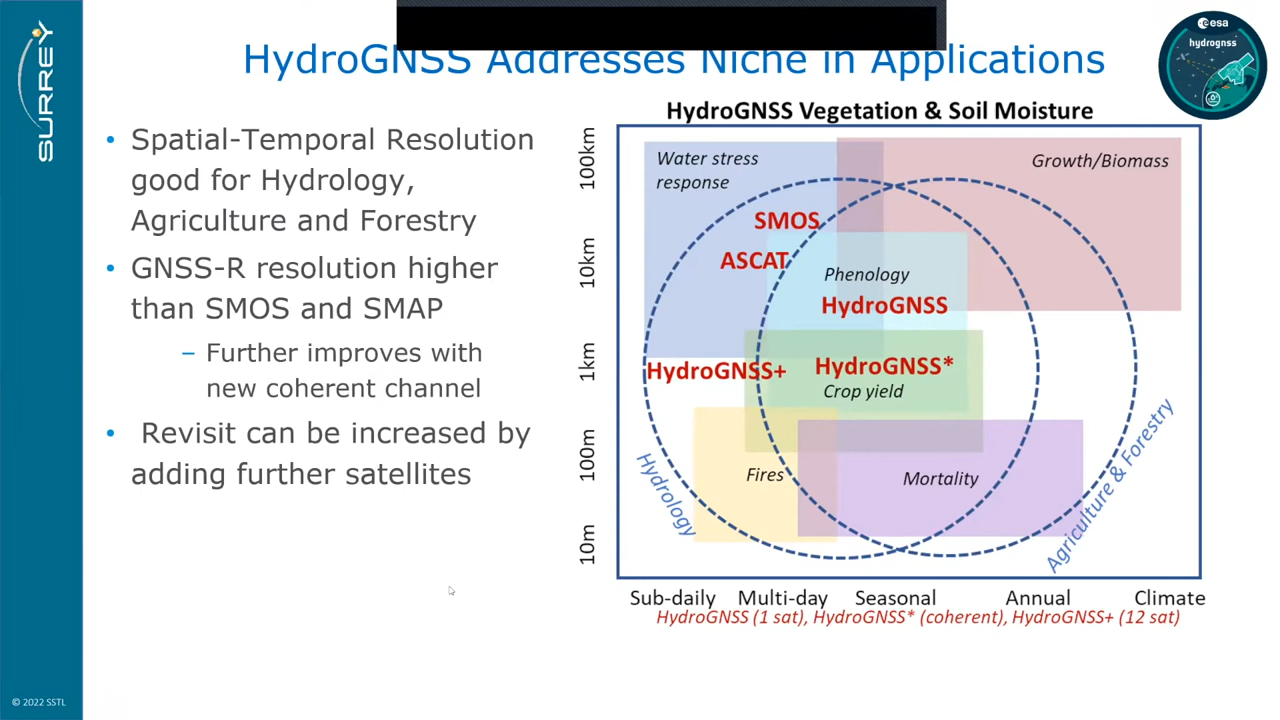 HydroGNSS Addresses Niche in Applications
SURREY
esa
hydrognss
• Spatial-Temporal Resolution
good for Hydrology,
Agriculture and Forestry
• GNSS-R resolution higher
than SMOS and SMAP
– Further improves with
new coherent channel
• Revisit can be increased by
adding further satellites
HydroGNSS Vegetation & Soil Moisture
100km
10km
1km
100m
10m
Water stress
response
Growth/Biomass
SMOS
ASCAT
Phenology
HydroGNSS
HydroGNSS+
HydroGNSS*
Crop yield
Fires
Mortality
Hydrology
Agriculture & Forestry
Sub-daily Multi-day Seasonal Annual Climate
HydroGNSS (1 sat), HydroGNSS* (coherent), HydroGNSS+ (12 sat)
© 2022 SSTL